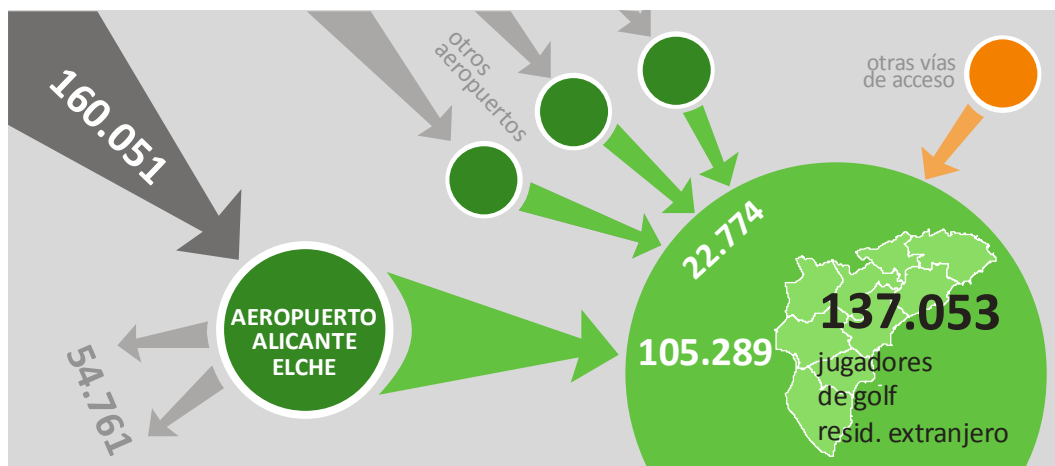 160.051
otros
aeropuertos
otras vías
de acceso
22.774
AEROPUERTO
ALICANTE
ELCHE
54.761
105.289
137.053
jugadores
de golf
resid. extranjero